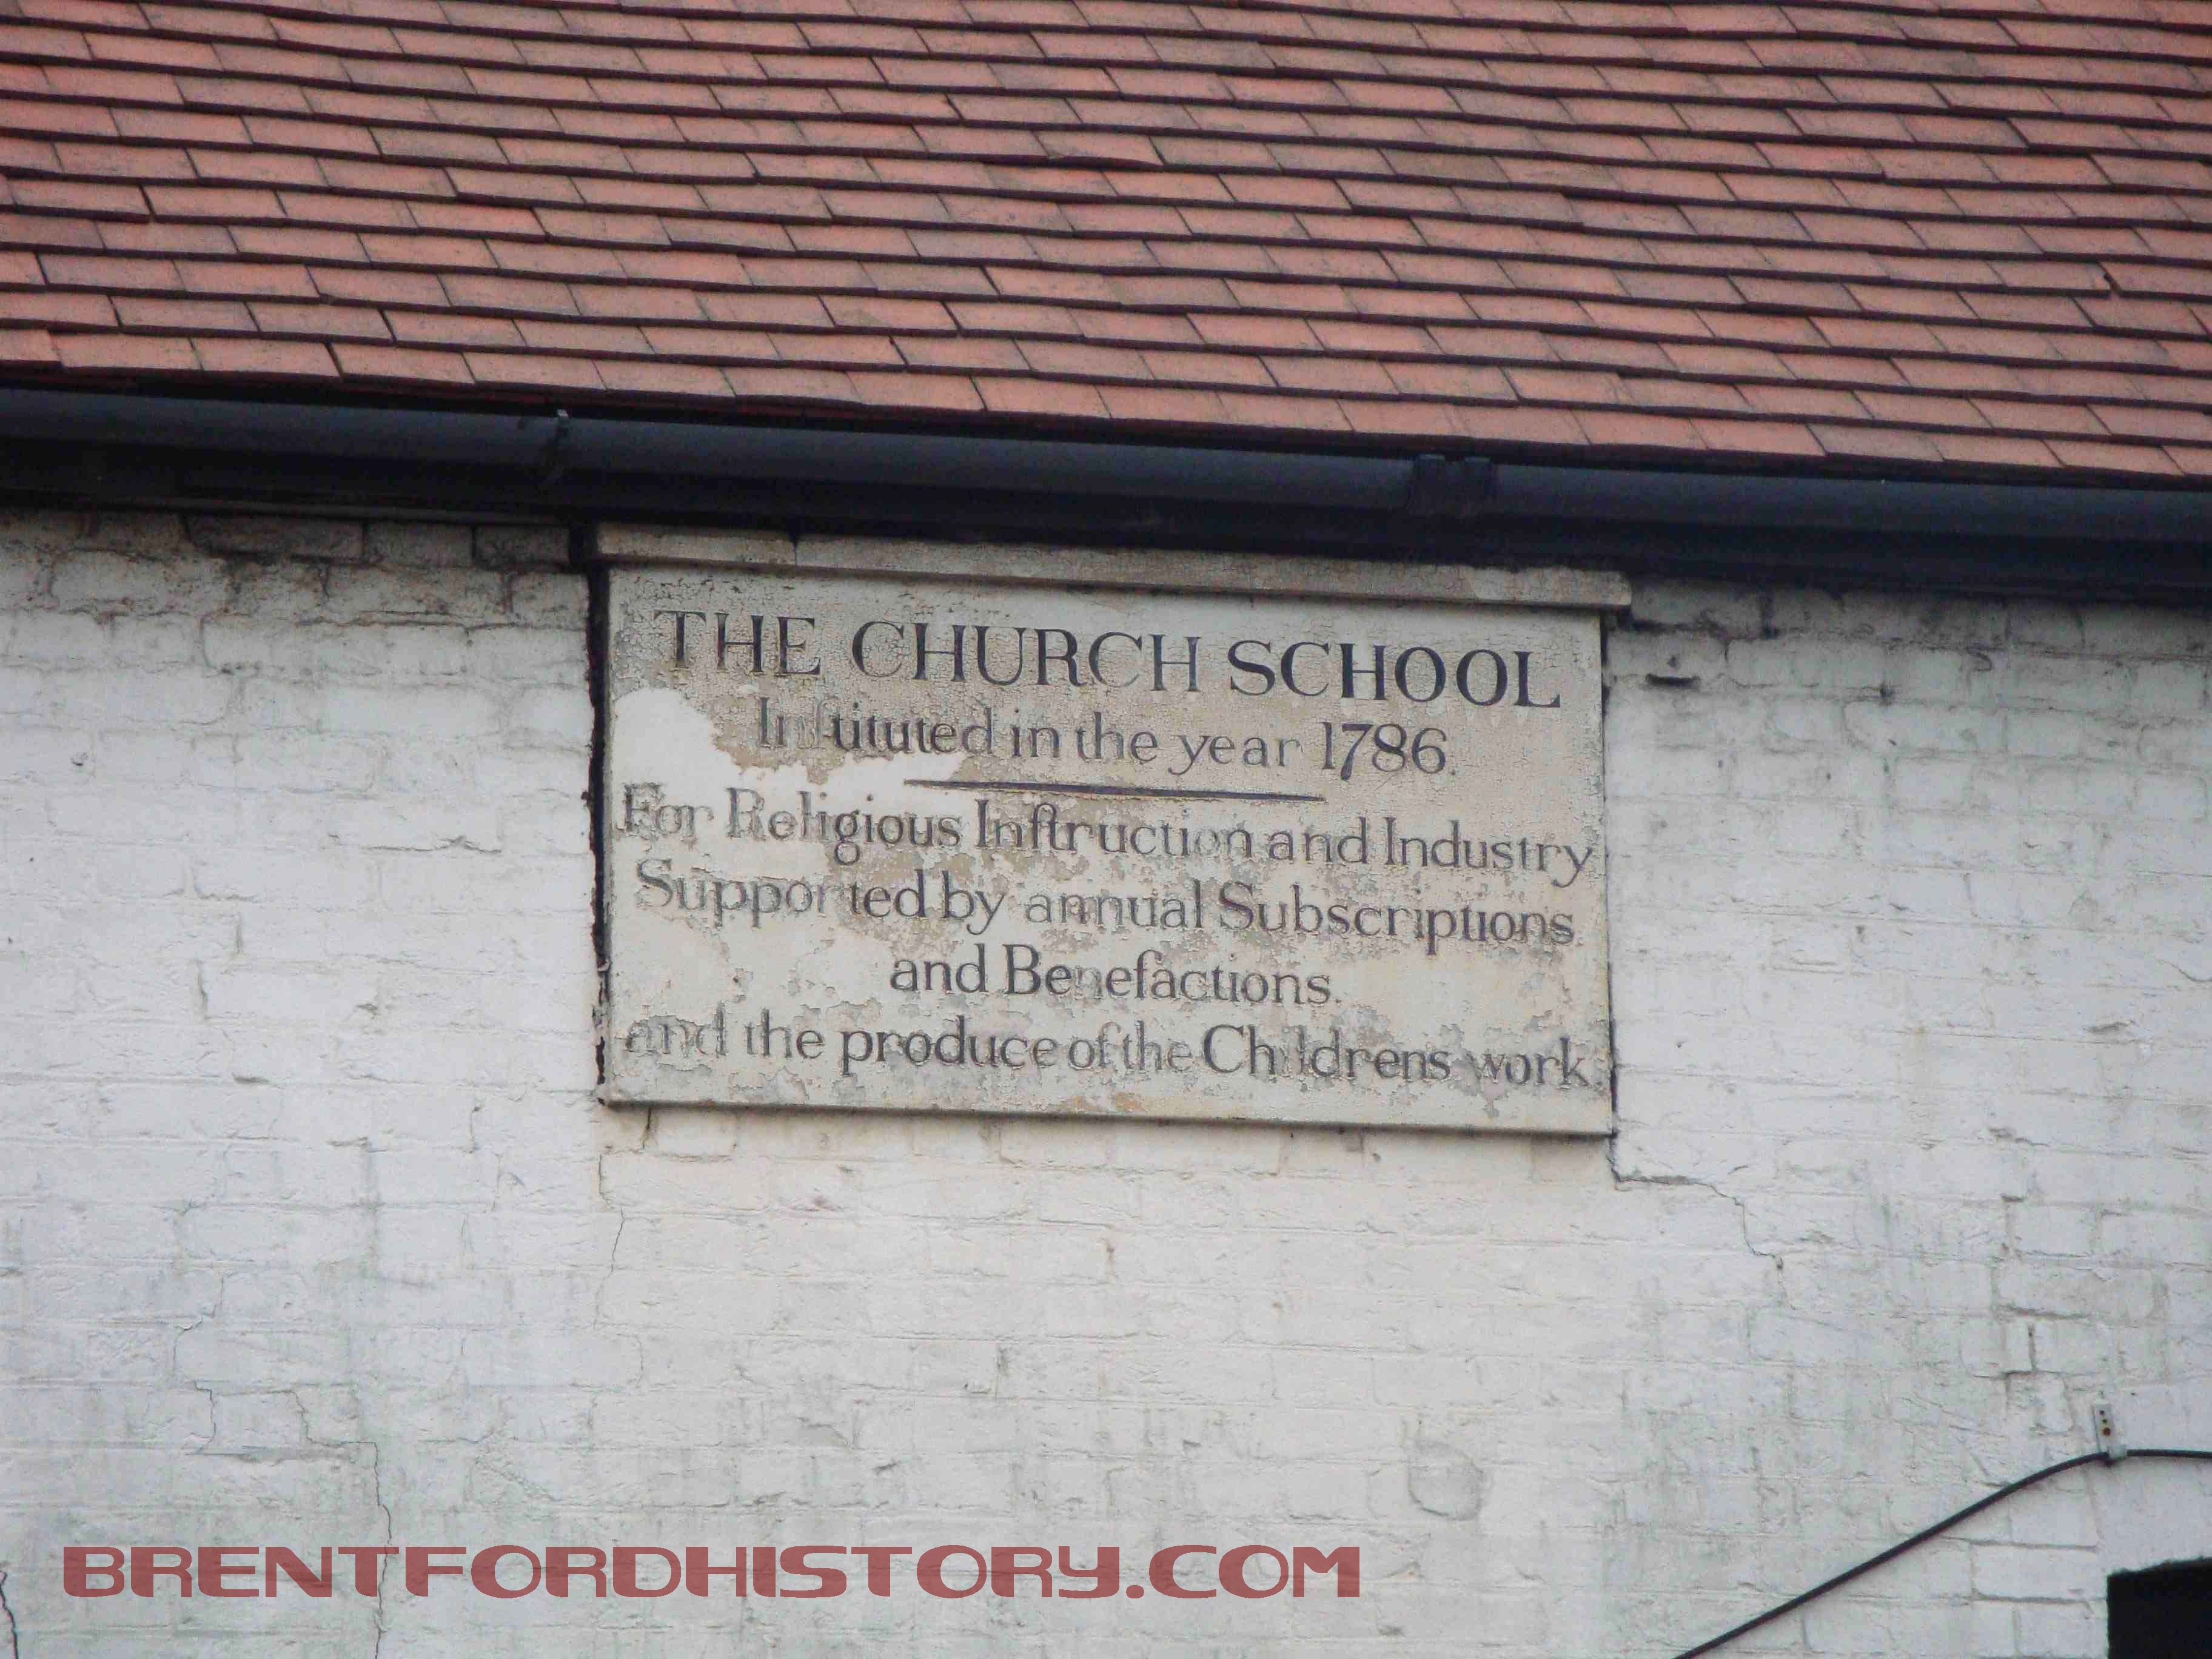 THE CHURCH SCHOOL
Inſtituted in the year 1786.
For Religious Inſtruction and Industry
Supported by annual Subscriptions
and Benefactions.
and the produce of the Childrens work.
BRENTFORDHISTORY.COM